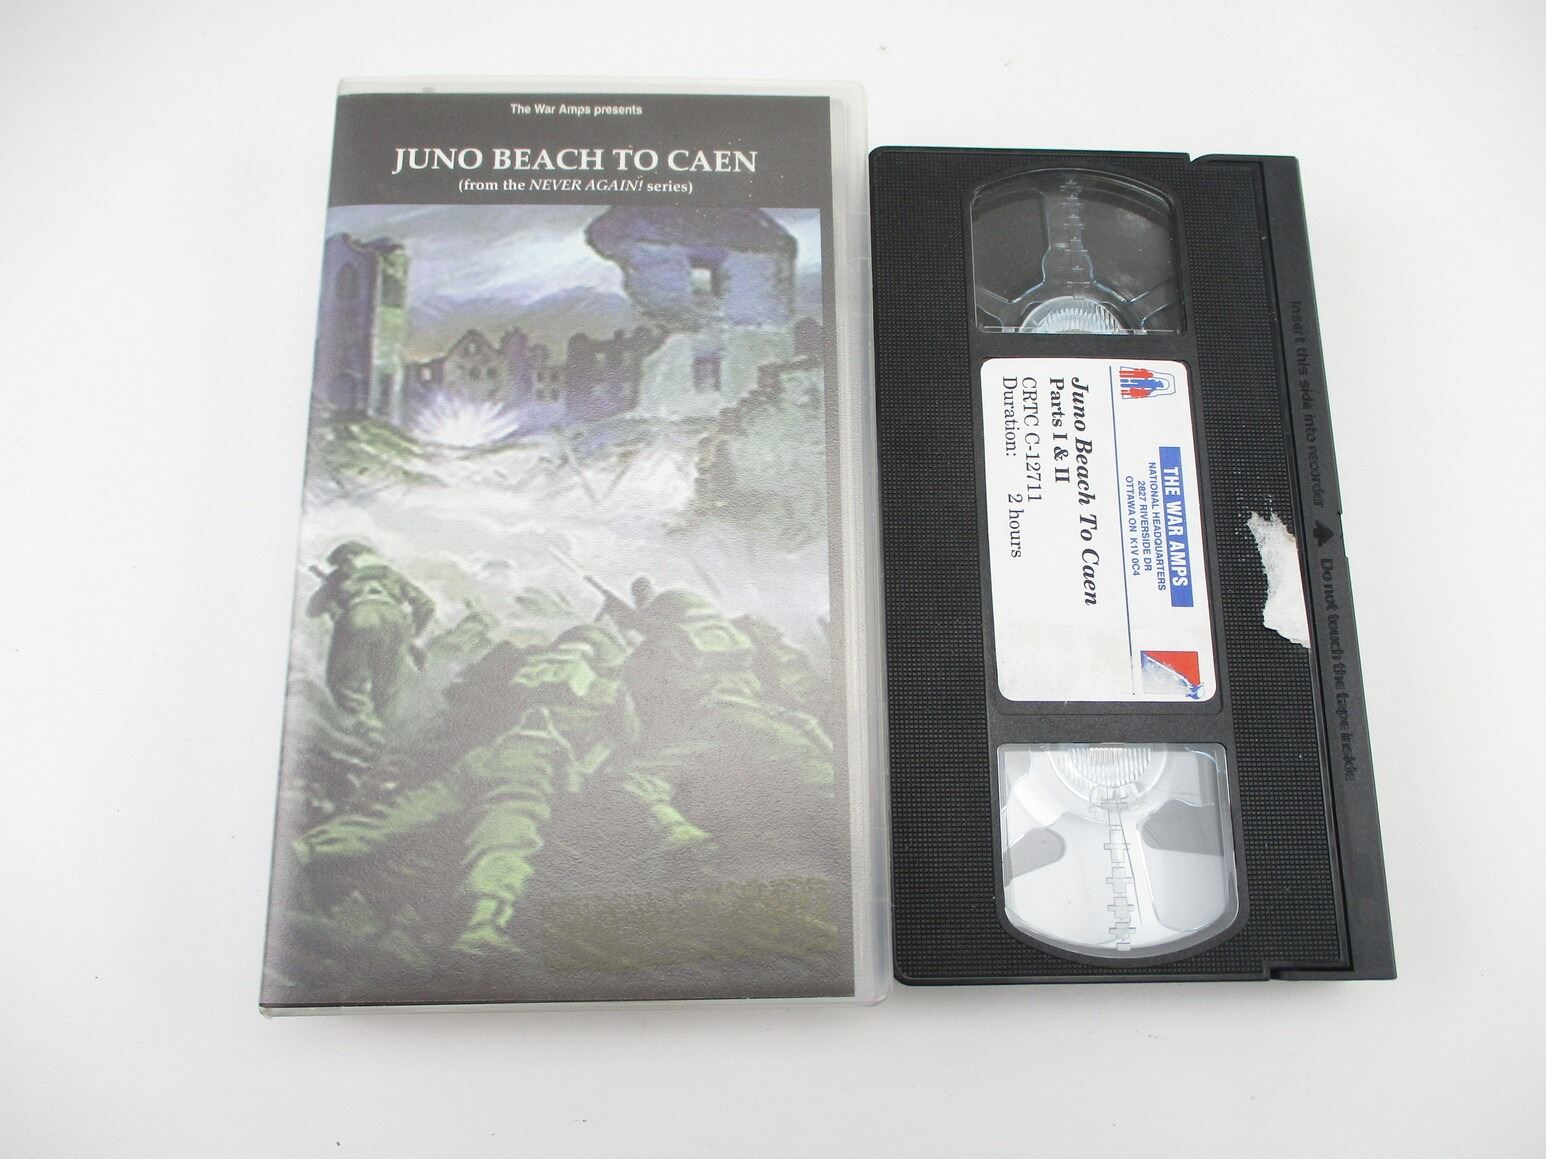 The War Amps presents
JUNO BEACH TO CAEN
(from the NEVER AGAIN! series)
THE WAR AMPS
NATIONAL HEADQUARTERS
2827 RIVERSIDE DR
OTTAWA ON K1V 0C4
Juno Beach To Caen
Parts I & II
CRTC C-12711
Duration: 2 hours
Insert this side into recorder
Do not touch the tape inside